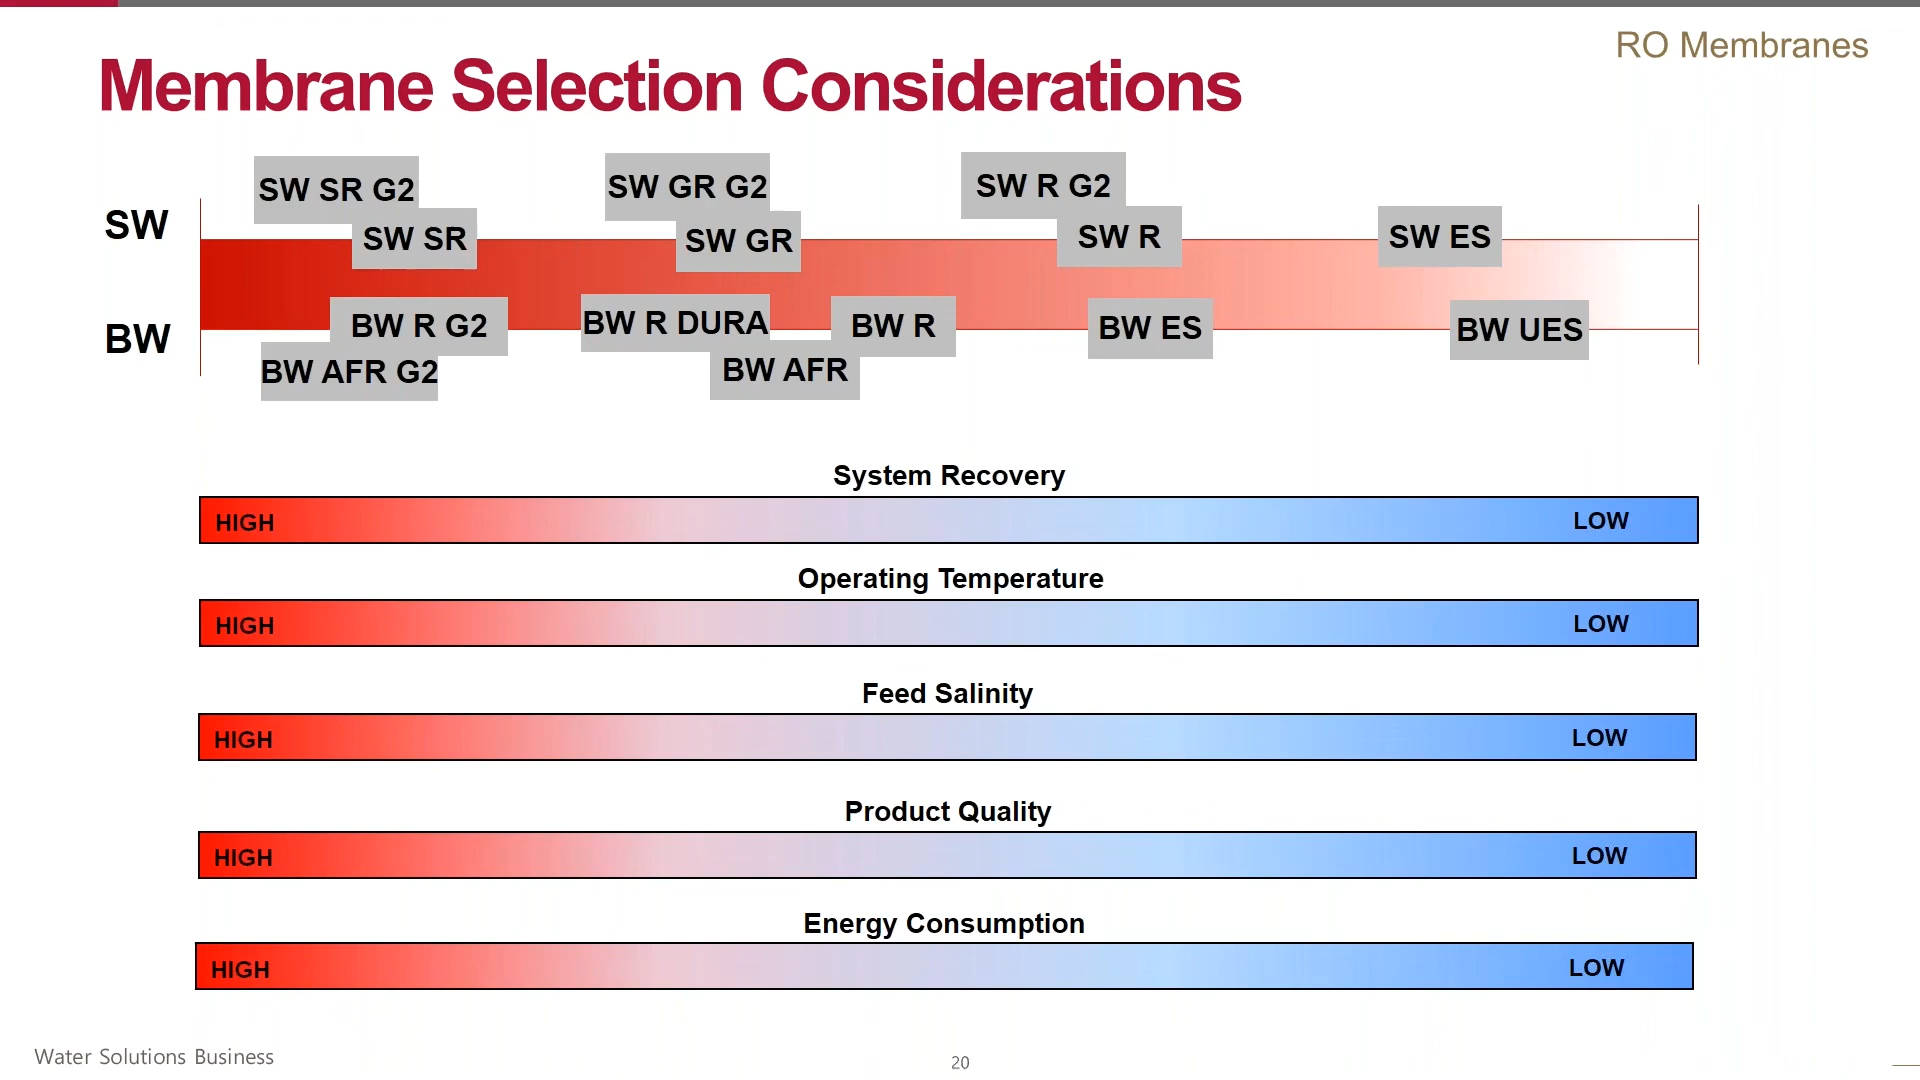 RO Membranes
Membrane Selection Considerations
SW SR G2
SW GR G2
SW R G2
SW
SW SR
SW GR
SW R
SW ES
BW
BW R G2
BW R DURA
BW R
BW ES
BW UES
BW AFR G2
BW AFR
System Recovery
HIGH
LOW
Operating Temperature
HIGH
LOW
Feed Salinity
HIGH
LOW
Product Quality
HIGH
LOW
Energy Consumption
HIGH
LOW
Water Solutions Business
20